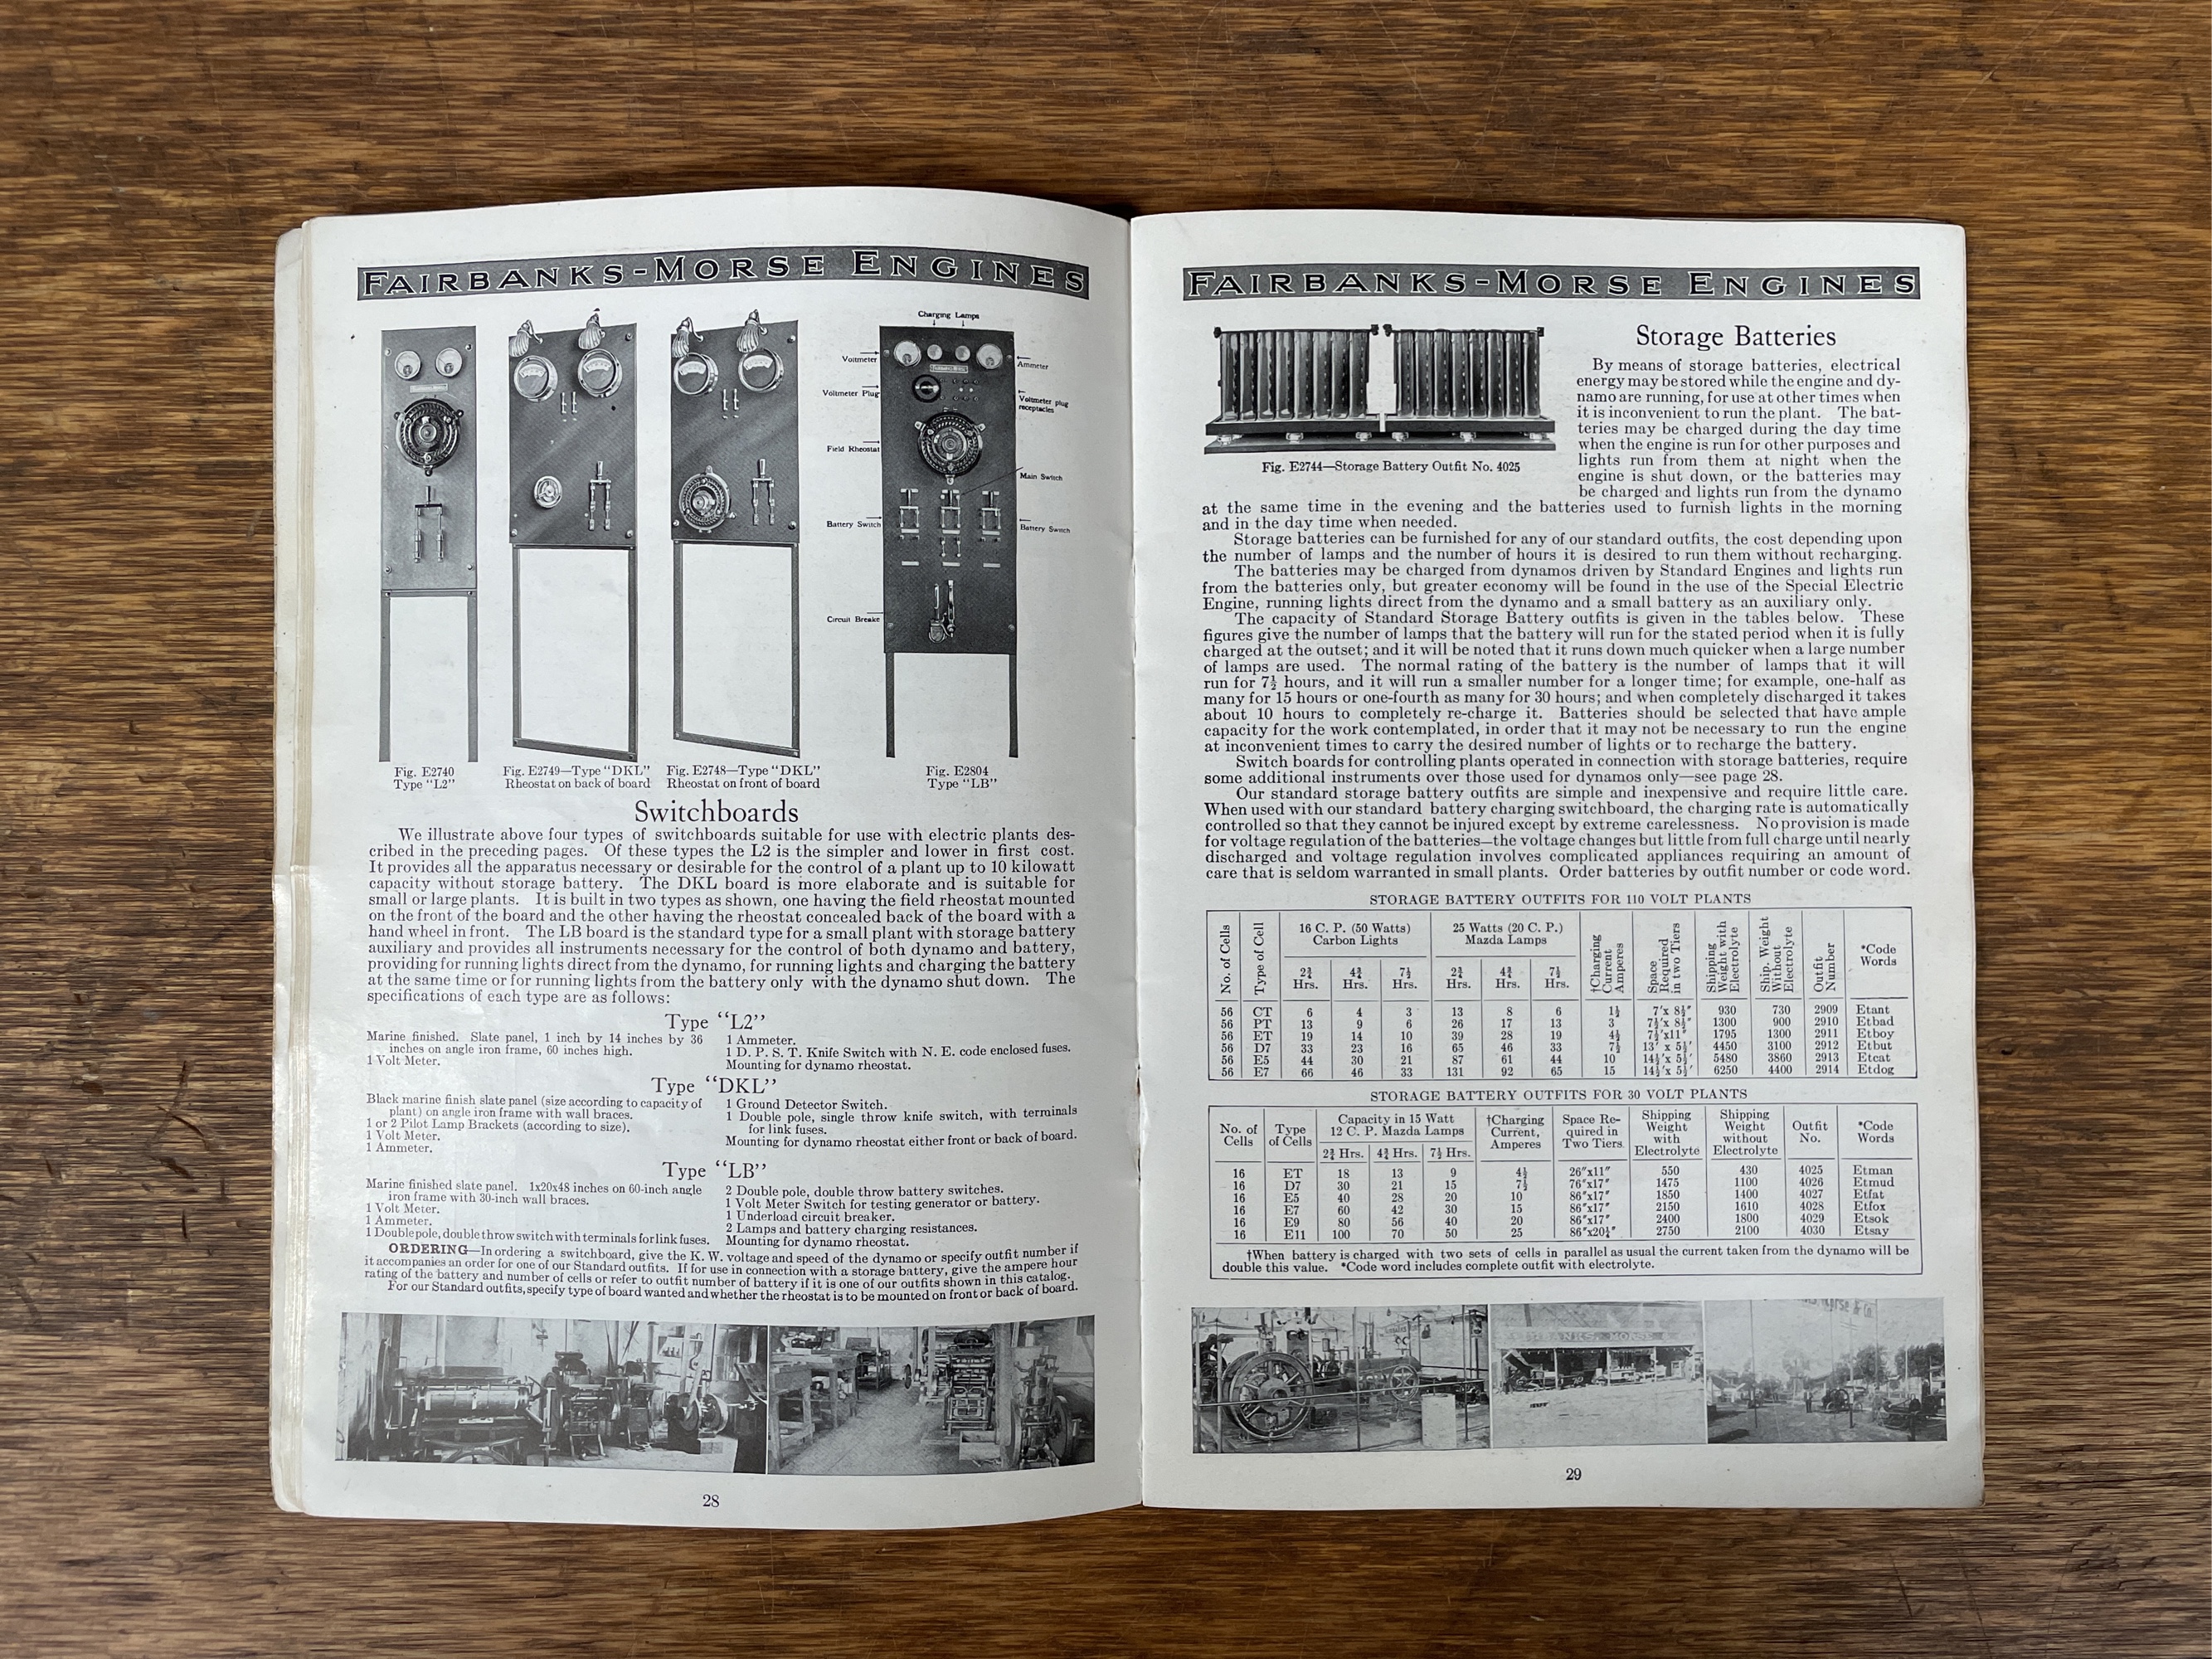 FAIRBANKS-MORSE ENGINES
Charging Lamps
Voltmeter
Ammeter
Voltmeter Plug
Voltmeter plug
receptacles
Field Rheostat
Main Switch
Battery Switch
Battery Switch
Circuit Breake
Fig. E2740
Type "L2"
Fig. E2749—Type "DKL"
Rheostat on back of board
Fig. E2748—Type "DKL"
Rheostat on front of board
Fig. E2804
Type "LB"
Switchboards
We illustrate above four types of switchboards suitable for use with electric plants des-
cribed in the preceding pages. Of these types the L2 is the simpler and lower in first cost.
It provides all the apparatus necessary or desirable for the control of a plant up to 10 kilowatt
capacity without storage battery. The DKL board is more elaborate and is suitable for
small or large plants. It is built in two types as shown, one having the field rheostat mounted
on the front of the board and the other having the rheostat concealed back of the board with a
hand wheel in front. The LB board is the standard type for a small plant with storage battery
auxiliary and provides all instruments necessary for the control of both dynamo and battery,
providing for running lights direct from the dynamo, for running lights and charging the battery
at the same time or for running lights from the battery only with the dynamo shut down. The
specifications of each type are as follows:
Type "L2"
Marine finished. Slate panel, 1 inch by 14 inches by 36
inches on angle iron frame, 60 inches high.
1 Volt Meter.
1 Ammeter.
1 D. P. S. T. Knife Switch with N. E. code enclosed fuses.
Mounting for dynamo rheostat.
Type "DKL"
Black marine finish slate panel (size according to capacity of
plant) on angle iron frame with wall braces.
1 or 2 Pilot Lamp Brackets (according to size).
1 Volt Meter.
1 Ammeter.
1 Ground Detector Switch.
1 Double pole, single throw knife switch, with terminals
for link fuses.
Mounting for dynamo rheostat either front or back of board.
Type "LB"
Marine finished slate panel. 1x20x48 inches on 60-inch angle
iron frame with 30-inch wall braces.
1 Volt Meter.
1 Ammeter.
1 Double pole, double throw switch with terminals for link fuses.
2 Double pole, double throw battery switches.
1 Volt Meter Switch for testing generator or battery.
1 Underload circuit breaker.
2 Lamps and battery charging resistances.
Mounting for dynamo rheostat.
ORDERING—In ordering a switchboard, give the K. W. voltage and speed of the dynamo or specify outfit number if
it accompanies an order for one of our Standard outfits. If for use in connection with a storage battery, give the ampere hour
rating of the battery and number of cells or refer to outfit number of battery if it is one of our outfits shown in this catalog.
For our Standard outfits, specify type of board wanted and whether the rheostat is to be mounted on front or back of board.
28
FAIRBANKS-MORSE ENGINES
Fig. E2744—Storage Battery Outfit No. 4025
Storage Batteries
By means of storage batteries, electrical
energy may be stored while the engine and dy-
namo are running, for use at other times when
it is inconvenient to run the plant. The bat-
teries may be charged during the day time
when the engine is run for other purposes and
lights run from them at night when the
engine is shut down, or the batteries may
be charged and lights run from the dynamo
at the same time in the evening and the batteries used to furnish lights in the morning
and in the day time when needed.
Storage batteries can be furnished for any of our standard outfits, the cost depending upon
the number of lamps and the number of hours it is desired to run them without recharging.
The batteries may be charged from dynamos driven by Standard Engines and lights run
from the batteries only, but greater economy will be found in the use of the Special Electric
Engine, running lights direct from the dynamo and a small battery as an auxiliary only.
The capacity of Standard Storage Battery outfits is given in the tables below. These
figures give the number of lamps that the battery will run for the stated period when it is fully
charged at the outset; and it will be noted that it runs down much quicker when a large number
of lamps are used. The normal rating of the battery is the number of lamps that it will
run for 7½ hours, and it will run a smaller number for a longer time; for example, one-half as
many for 15 hours or one-fourth as many for 30 hours; and when completely discharged it takes
about 10 hours to completely re-charge it. Batteries should be selected that have ample
capacity for the work contemplated, in order that it may not be necessary to run the engine
at inconvenient times to carry the desired number of lights or to recharge the battery.
Switch boards for controlling plants operated in connection with storage batteries, require
some additional instruments over those used for dynamos only—see page 28.
Our standard storage battery outfits are simple and inexpensive and require little care.
When used with our standard battery charging switchboard, the charging rate is automatically
controlled so that they cannot be injured except by extreme carelessness. No provision is made
for voltage regulation of the batteries—the voltage changes but little from full charge until nearly
discharged and voltage regulation involves complicated appliances requiring an amount of
care that is seldom warranted in small plants. Order batteries by outfit number or code word.
STORAGE BATTERY OUTFITS FOR 110 VOLT PLANTS
No. of Cells
Type of Cell
16 C. P. (50 Watts)
Carbon Lights
25 Watts (20 C. P.)
Mazda Lamps
†Charging
Current
Amperes
Space
Required
in two Tiers
Shipping
Weight with
Electrolyte
Ship. Weight
Without
Electrolyte
Outfit
Number
*Code
Words
2¾ 4¾ 7½ 2¾ 4¾ 7½
Hrs. Hrs. Hrs. Hrs. Hrs. Hrs.
56 CT 6 4 3 13 8 6 1½ 7'x 8½" 930 730 2909 Etant
56 PT 13 9 6 26 17 13 3 7½'x 8½" 1300 900 2910 Etbad
56 ET 19 14 10 39 28 19 4½ 7½'x11" 1795 1300 2911 Etboy
56 D7 33 23 16 65 46 33 7½ 13' x 5½' 4450 3100 2912 Etbut
56 E5 44 30 21 87 61 44 10 14½'x 5½' 5480 3860 2913 Etcat
56 E7 66 46 33 131 92 65 15 14½'x 5½' 6250 4400 2914 Etdog
STORAGE BATTERY OUTFITS FOR 30 VOLT PLANTS
No. of
Cells
Type
of Cells
Capacity in 15 Watt
12 C. P. Mazda Lamps
2¾ Hrs. 4¾ Hrs. 7½ Hrs.
†Charging
Current,
Amperes
Space Re-
quired in
Two Tiers
Shipping
Weight
with
Electrolyte
Shipping
Weight
without
Electrolyte
Outfit
No.
*Code
Words
16 ET 18 13 9 4½ 26"x11" 550 430 4025 Etman
16 D7 30 21 15 7½ 76"x17" 1475 1100 4026 Etmud
16 E5 40 28 20 10 86"x17" 1850 1400 4027 Etfat
16 E7 60 42 30 15 86"x17" 2150 1610 4028 Etfox
16 E9 80 56 40 20 86"x17" 2400 1800 4029 Etsok
16 E11 100 70 50 25 86"x20¼" 2750 2100 4030 Etsay
†When battery is charged with two sets of cells in parallel as usual the current taken from the dynamo will be
double this value. *Code word includes complete outfit with electrolyte.
FAIRBANKS, MORSE
29